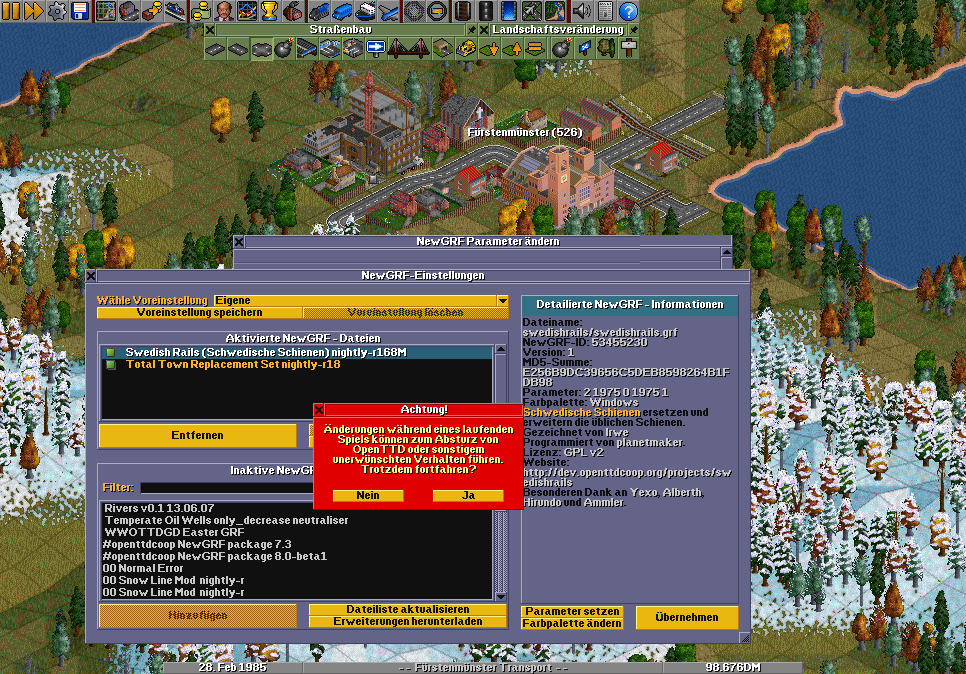 Straßenbau
Landschaftsveränderung
Fürstenmünster (526)
NewGRF Parameter ändern
NewGRF-Einstellungen
Wähle Voreinstellung
Eigene
Voreinstellung speichern
Voreinstellung löschen
Aktivierte NewGRF - Dateien
Swedish Rails (Schwedische Schienen) nightly-r168M
Total Town Replacement Set nightly-r18
Entfernen
Inaktive NewGRF
Filter:
Rivers v0.1 13.06.07
Temperate Oil Wells only_decrease neutraliser
WWOTTDGD Easter GRF
#openttdcoop NewGRF package 7.3
#openttdcoop NewGRF package 8.0-beta1
00 Normal Error
00 Snow Line Mod nightly-r
00 Snow Line Mod nightly-r
Hinzufügen
Dateiliste aktualisieren
Erweiterungen herunterladen
Achtung!
Änderungen während eines laufenden
Spiels können zum Absturz von
OpenTTD oder sonstigem
unerwünschten Verhalten führen.
Trotzdem fortfahren?
Nein
Ja
Detailierte NewGRF - Informationen
Dateiname:
swedishrails/swedishrails.grf
NewGRF-ID: 53455230
Version: 1
MD5-Summe:
E256B9DC39656C5DEB8598264B1F
DB98
Parameter: 2 1975 0 1975 1
Farbpalette: Windows
Schwedische Schienen ersetzen und
erweitern die üblichen Schienen.
Gezeichnet von Irwe.
Programmiert von planetmaker.
Lizenz: GPL v2
Website:
http://dev.openttdcoop.org/projects/sw
edishrails
Besonderen Dank an Yexo, Alberth,
Hirundo und Ammler.
Parameter setzen
Farbpalette ändern
Übernehmen
28. Feb 1985
-- Fürstenmünster Transport --
98.676DM